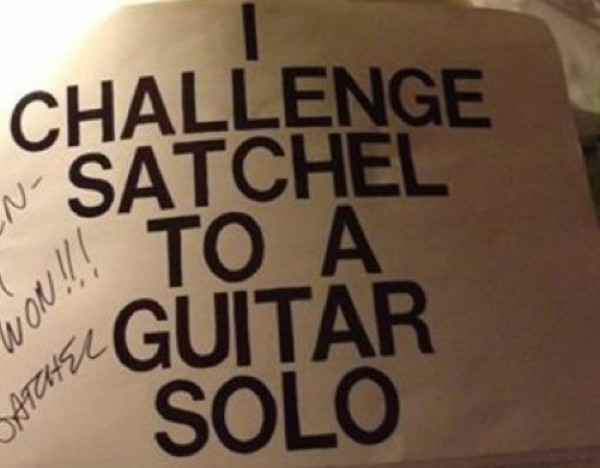 I
CHALLENGE
SATCHEL
TO A
GUITAR
SOLO
WON!!!
SATCHEL